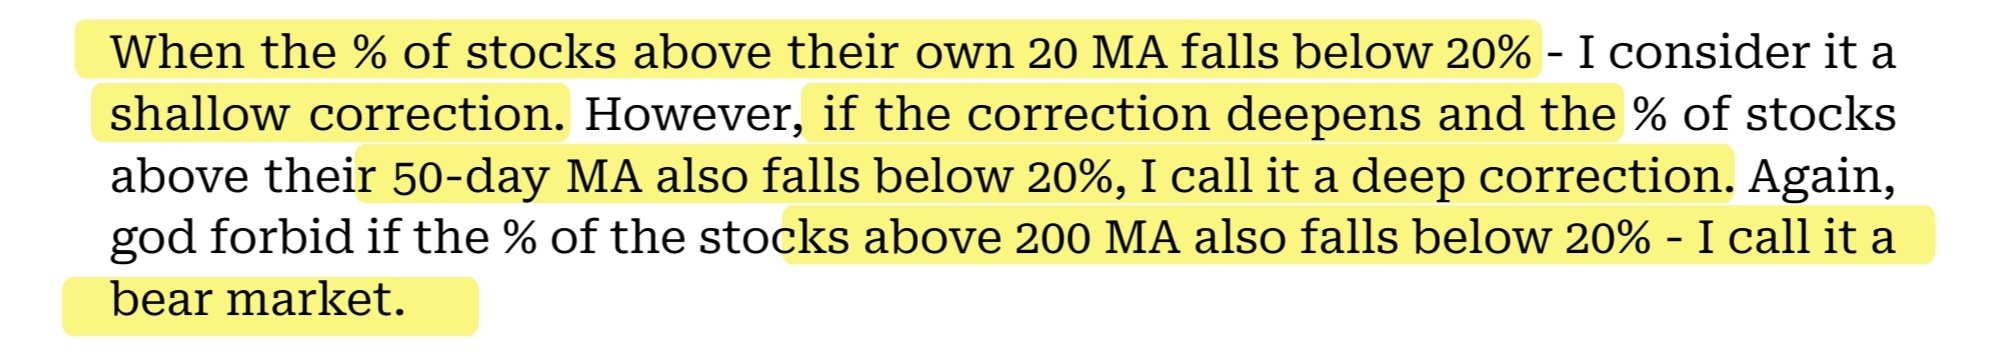 When the % of stocks above their own 20 MA falls below 20% - I consider it a
shallow correction. However, if the correction deepens and the % of stocks
above their 50-day MA also falls below 20%, I call it a deep correction. Again,
god forbid if the % of the stocks above 200 MA also falls below 20% - I call it a
bear market.